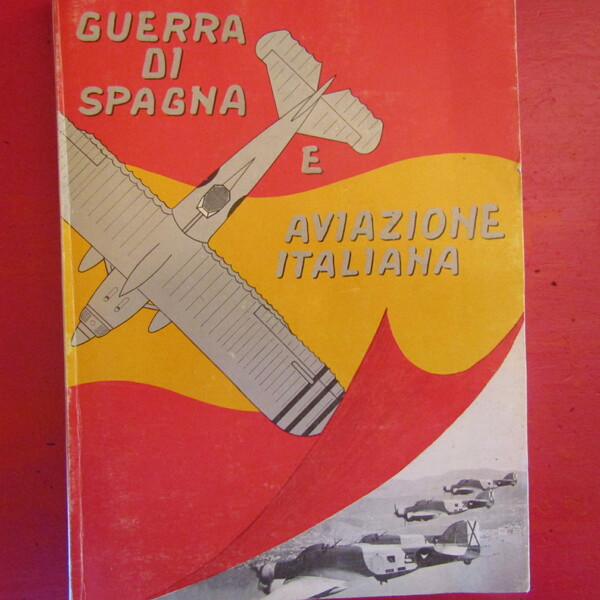 GUERRA
DI
SPAGNA
E
AVIAZIONE
ITALIANA